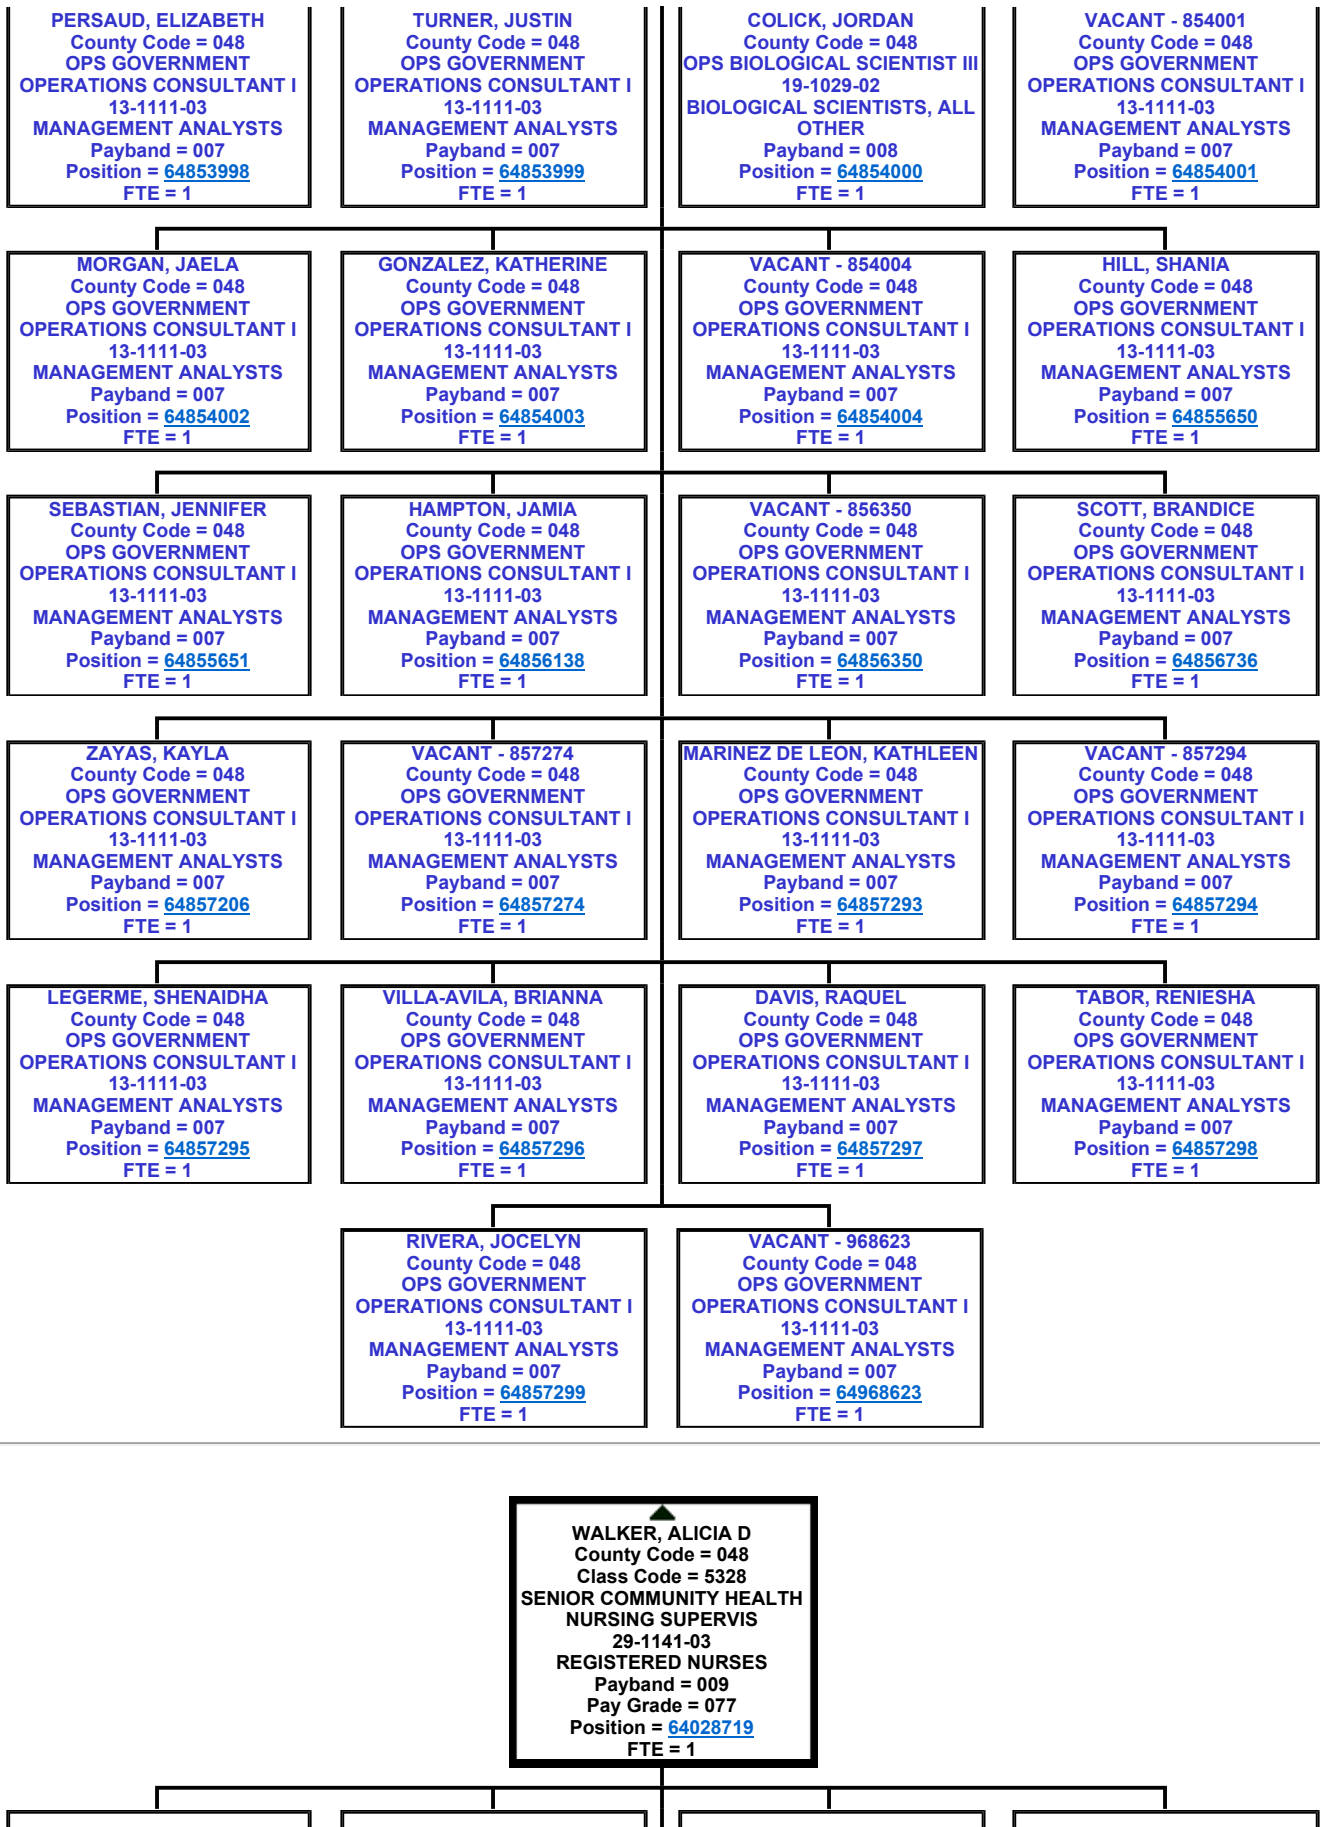 PERSAUD, ELIZABETH
County Code = 048
OPS GOVERNMENT
OPERATIONS CONSULTANT I
13-1111-03
MANAGEMENT ANALYSTS
Payband = 007
Position = 64853998
FTE = 1
TURNER, JUSTIN
County Code = 048
OPS GOVERNMENT
OPERATIONS CONSULTANT I
13-1111-03
MANAGEMENT ANALYSTS
Payband = 007
Position = 64853999
FTE = 1
COLICK, JORDAN
County Code = 048
OPS BIOLOGICAL SCIENTIST III
19-1029-02
BIOLOGICAL SCIENTISTS, ALL
OTHER
Payband = 008
Position = 64854000
FTE = 1
VACANT - 854001
County Code = 048
OPS GOVERNMENT
OPERATIONS CONSULTANT I
13-1111-03
MANAGEMENT ANALYSTS
Payband = 007
Position = 64854001
FTE = 1
MORGAN, JAELA
County Code = 048
OPS GOVERNMENT
OPERATIONS CONSULTANT I
13-1111-03
MANAGEMENT ANALYSTS
Payband = 007
Position = 64854002
FTE = 1
GONZALEZ, KATHERINE
County Code = 048
OPS GOVERNMENT
OPERATIONS CONSULTANT I
13-1111-03
MANAGEMENT ANALYSTS
Payband = 007
Position = 64854003
FTE = 1
VACANT - 854004
County Code = 048
OPS GOVERNMENT
OPERATIONS CONSULTANT I
13-1111-03
MANAGEMENT ANALYSTS
Payband = 007
Position = 64854004
FTE = 1
HILL, SHANIA
County Code = 048
OPS GOVERNMENT
OPERATIONS CONSULTANT I
13-1111-03
MANAGEMENT ANALYSTS
Payband = 007
Position = 64855650
FTE = 1
SEBASTIAN, JENNIFER
County Code = 048
OPS GOVERNMENT
OPERATIONS CONSULTANT I
13-1111-03
MANAGEMENT ANALYSTS
Payband = 007
Position = 64855651
FTE = 1
HAMPTON, JAMIA
County Code = 048
OPS GOVERNMENT
OPERATIONS CONSULTANT I
13-1111-03
MANAGEMENT ANALYSTS
Payband = 007
Position = 64856138
FTE = 1
VACANT - 856350
County Code = 048
OPS GOVERNMENT
OPERATIONS CONSULTANT I
13-1111-03
MANAGEMENT ANALYSTS
Payband = 007
Position = 64856350
FTE = 1
SCOTT, BRANDICE
County Code = 048
OPS GOVERNMENT
OPERATIONS CONSULTANT I
13-1111-03
MANAGEMENT ANALYSTS
Payband = 007
Position = 64856736
FTE = 1
ZAYAS, KAYLA
County Code = 048
OPS GOVERNMENT
OPERATIONS CONSULTANT I
13-1111-03
MANAGEMENT ANALYSTS
Payband = 007
Position = 64857206
FTE = 1
VACANT - 857274
County Code = 048
OPS GOVERNMENT
OPERATIONS CONSULTANT I
13-1111-03
MANAGEMENT ANALYSTS
Payband = 007
Position = 64857274
FTE = 1
MARINEZ DE LEON, KATHLEEN
County Code = 048
OPS GOVERNMENT
OPERATIONS CONSULTANT I
13-1111-03
MANAGEMENT ANALYSTS
Payband = 007
Position = 64857293
FTE = 1
VACANT - 857294
County Code = 048
OPS GOVERNMENT
OPERATIONS CONSULTANT I
13-1111-03
MANAGEMENT ANALYSTS
Payband = 007
Position = 64857294
FTE = 1
LEGERME, SHENAIDHA
County Code = 048
OPS GOVERNMENT
OPERATIONS CONSULTANT I
13-1111-03
MANAGEMENT ANALYSTS
Payband = 007
Position = 64857295
FTE = 1
VILLA-AVILA, BRIANNA
County Code = 048
OPS GOVERNMENT
OPERATIONS CONSULTANT I
13-1111-03
MANAGEMENT ANALYSTS
Payband = 007
Position = 64857296
FTE = 1
DAVIS, RAQUEL
County Code = 048
OPS GOVERNMENT
OPERATIONS CONSULTANT I
13-1111-03
MANAGEMENT ANALYSTS
Payband = 007
Position = 64857297
FTE = 1
TABOR, RENIESHA
County Code = 048
OPS GOVERNMENT
OPERATIONS CONSULTANT I
13-1111-03
MANAGEMENT ANALYSTS
Payband = 007
Position = 64857298
FTE = 1
RIVERA, JOCELYN
County Code = 048
OPS GOVERNMENT
OPERATIONS CONSULTANT I
13-1111-03
MANAGEMENT ANALYSTS
Payband = 007
Position = 64857299
FTE = 1
VACANT - 968623
County Code = 048
OPS GOVERNMENT
OPERATIONS CONSULTANT I
13-1111-03
MANAGEMENT ANALYSTS
Payband = 007
Position = 64968623
FTE = 1
WALKER, ALICIA D
County Code = 048
Class Code = 5328
SENIOR COMMUNITY HEALTH
NURSING SUPERVIS
29-1141-03
REGISTERED NURSES
Payband = 009
Pay Grade = 077
Position = 64028719
FTE = 1